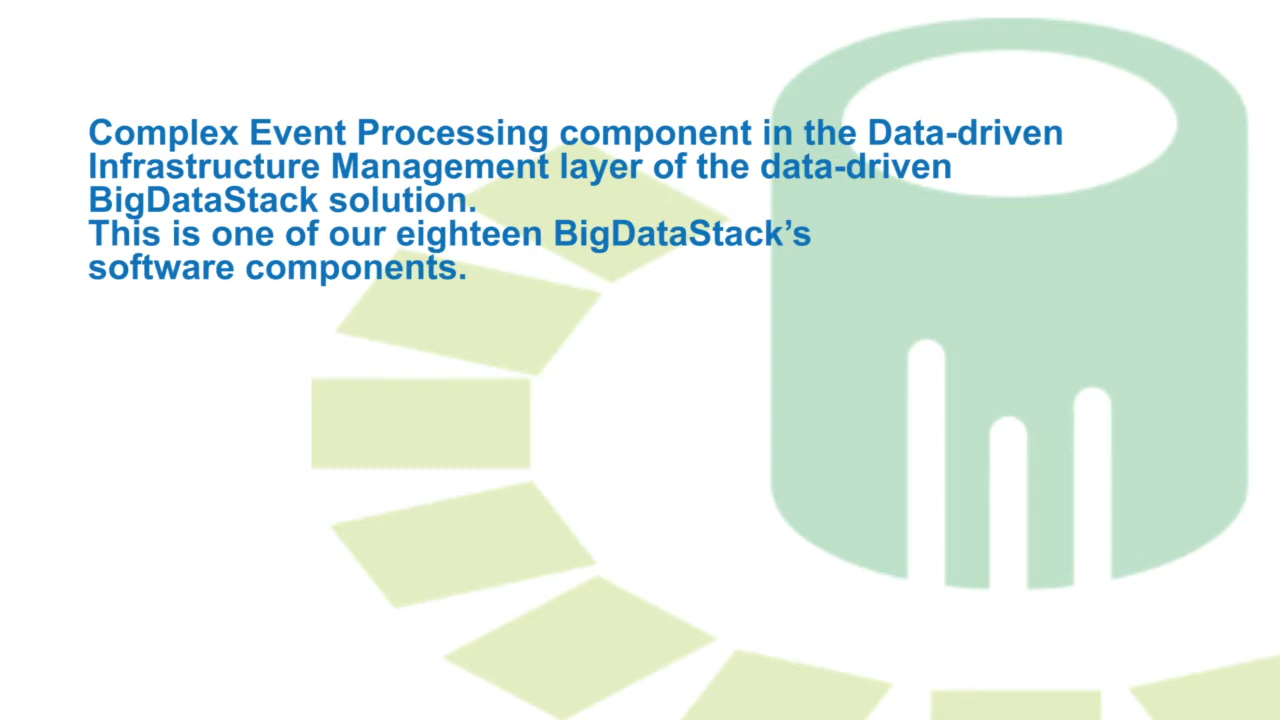 Complex Event Processing component in the Data-driven
Infrastructure Management layer of the data-driven
BigDataStack solution.
This is one of our eighteen BigDataStack’s
software components.